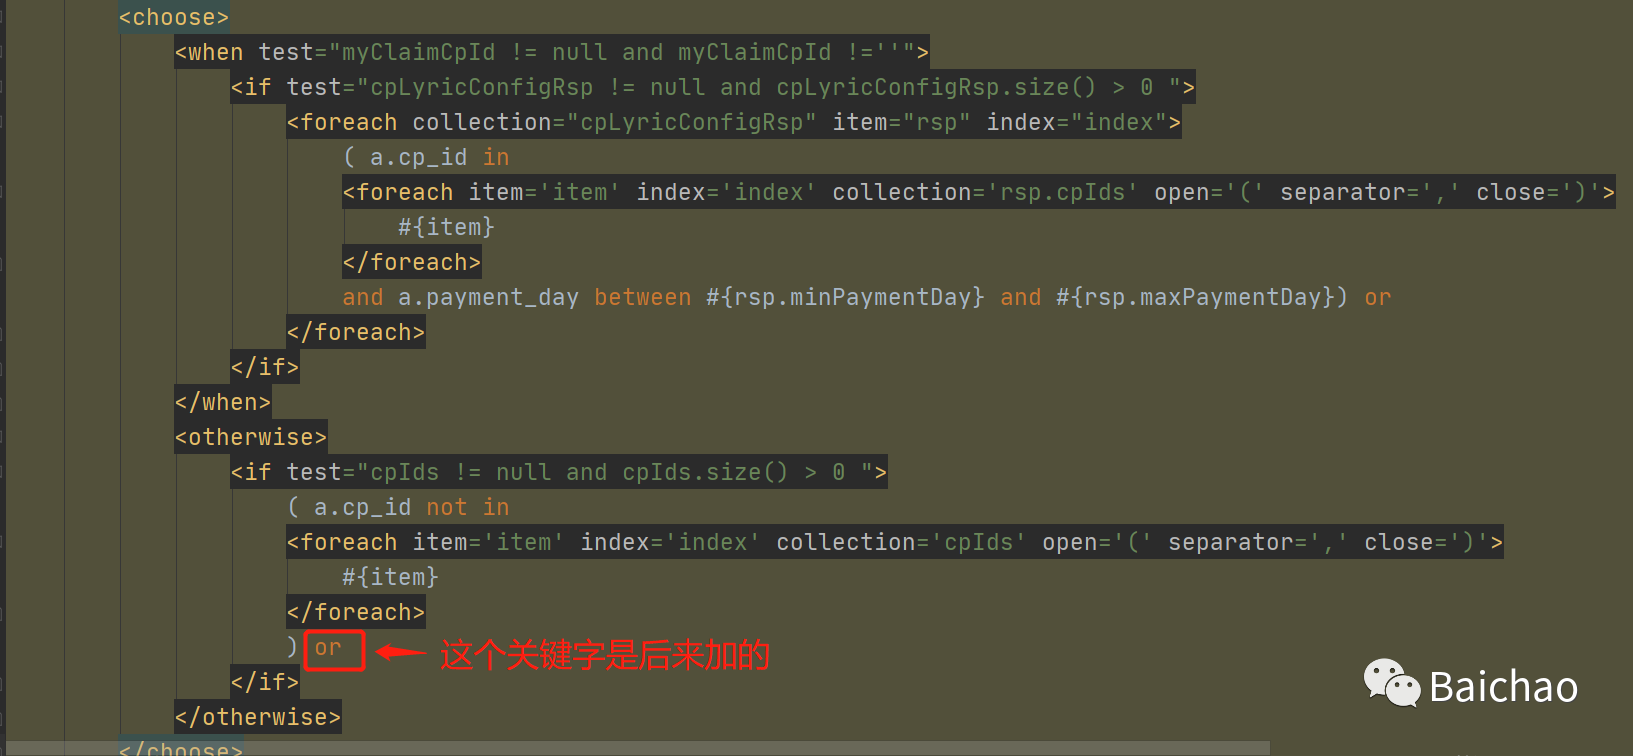 <choose>
<when test="myClaimCpId != null and myClaimCpId !=''">
<if test="cpLyricConfigRsp != null and cpLyricConfigRsp.size() > 0 ">
<foreach collection="cpLyricConfigRsp" item="rsp" index="index">
( a.cp_id in
<foreach item='item' index='index' collection='rsp.cpIds' open='(' separator=',' close=')'>
#{item}
</foreach>
and a.payment_day between #{rsp.minPaymentDay} and #{rsp.maxPaymentDay}) or
</foreach>
</if>
</when>
<otherwise>
<if test="cpIds != null and cpIds.size() > 0 ">
( a.cp_id not in
<foreach item='item' index='index' collection='cpIds' open='(' separator=',' close=')'>
#{item}
</foreach>
) or 这个关键字是后来加的
</if>
Baichao
</otherwise>
</choose>